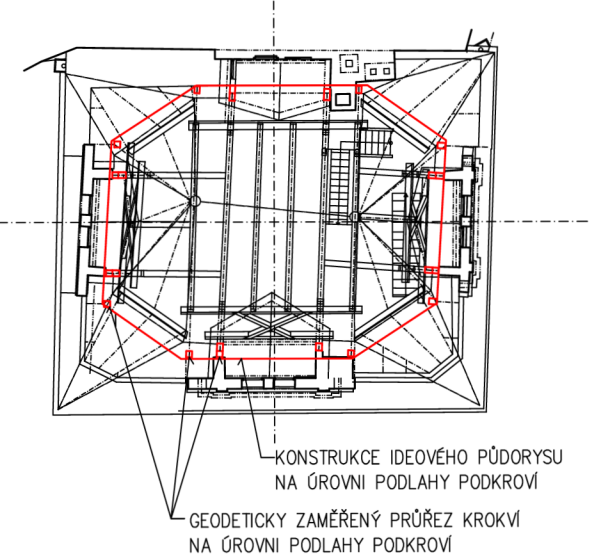 KONSTRUKCE IDEOVÉHO PŮDORYSU
NA ÚROVNI PODLAHY PODKROVÍ
GEODETICKY ZAMĚŘENÝ PRŮŘEZ KROKVÍ
NA ÚROVNI PODLAHY PODKROVÍ